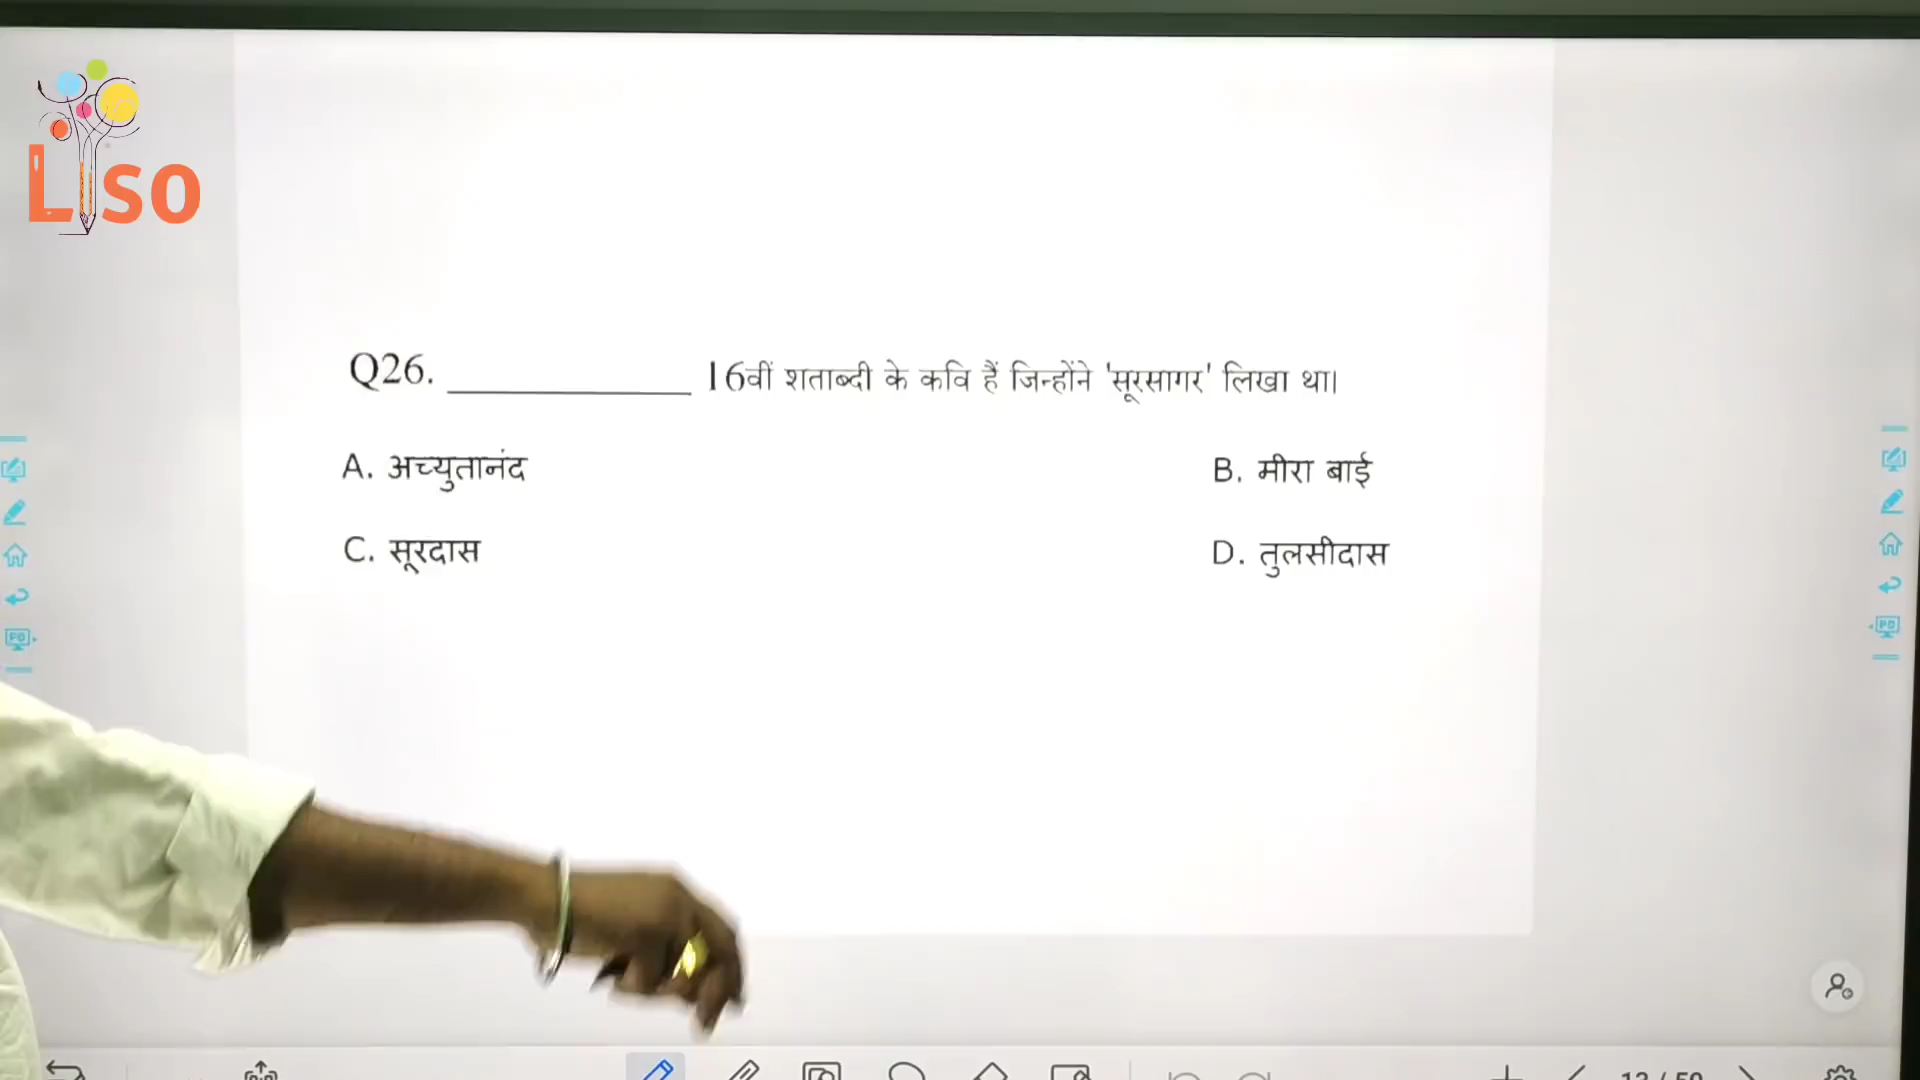 Liso
Q26. ____________ 16वीं शताब्दी के कवि हैं जिन्होंने 'सूरसागर' लिखा था।
A. अच्युतानंद
B. मीरा बाई
C. सूरदास
D. तुलसीदास